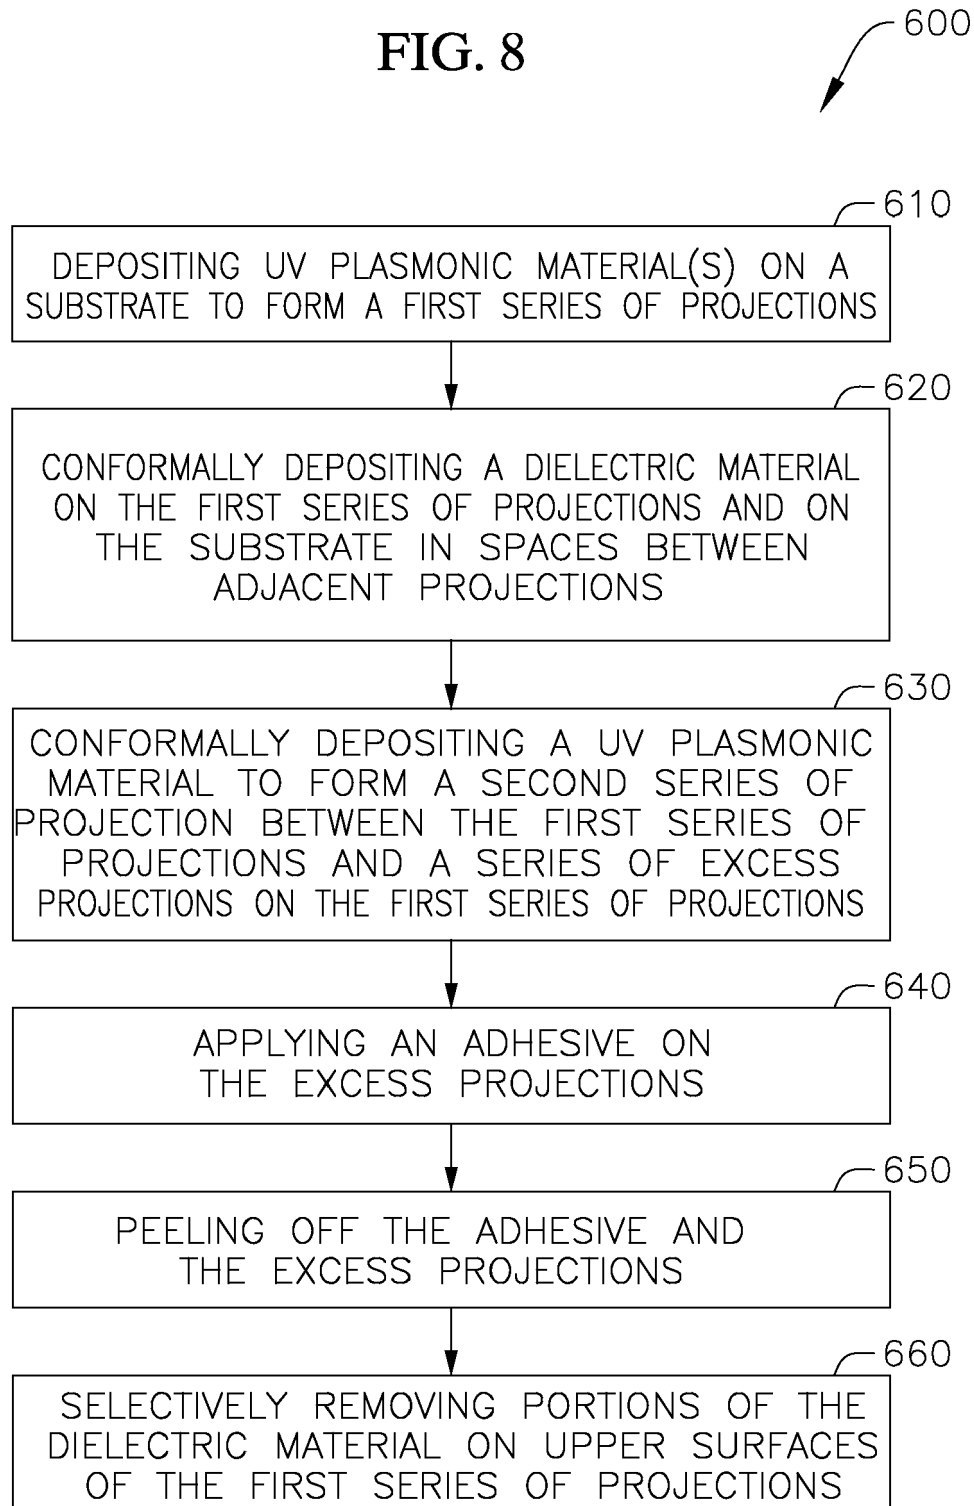 FIG. 8
600
610
DEPOSITING UV PLASMONIC MATERIAL(S) ON A
SUBSTRATE TO FORM A FIRST SERIES OF PROJECTIONS
620
CONFORMALLY DEPOSITING A DIELECTRIC MATERIAL
ON THE FIRST SERIES OF PROJECTIONS AND ON
THE SUBSTRATE IN SPACES BETWEEN
ADJACENT PROJECTIONS
630
CONFORMALLY DEPOSITING A UV PLASMONIC
MATERIAL TO FORM A SECOND SERIES OF
PROJECTION BETWEEN THE FIRST SERIES OF
PROJECTIONS AND A SERIES OF EXCESS
PROJECTIONS ON THE FIRST SERIES OF PROJECTIONS
640
APPLYING AN ADHESIVE ON
THE EXCESS PROJECTIONS
650
PEELING OFF THE ADHESIVE AND
THE EXCESS PROJECTIONS
660
SELECTIVELY REMOVING PORTIONS OF THE
DIELECTRIC MATERIAL ON UPPER SURFACES
OF THE FIRST SERIES OF PROJECTIONS